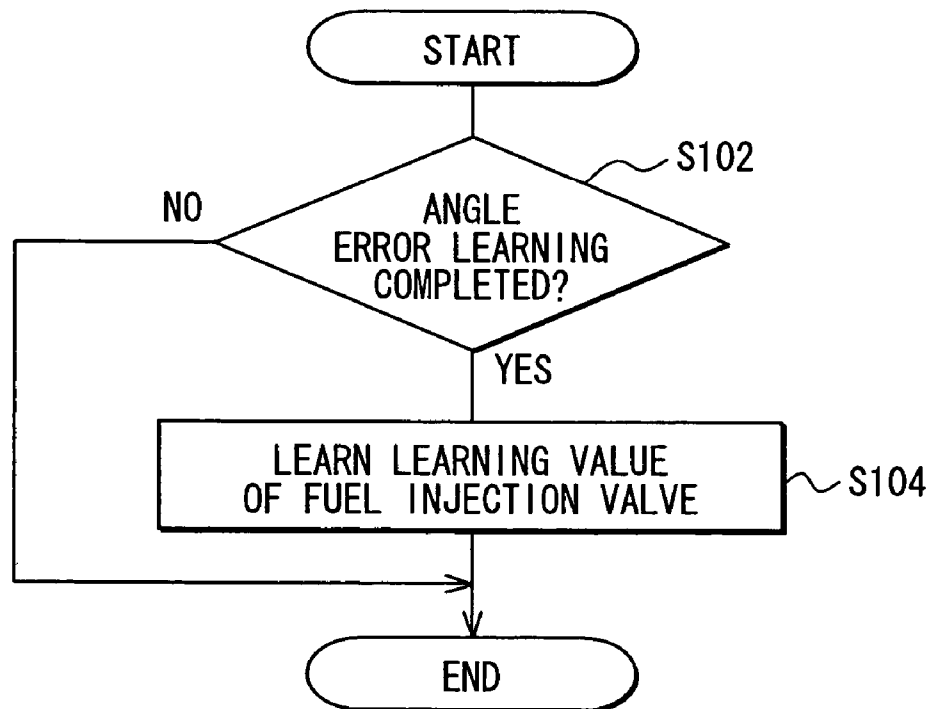 START
S102
NO
ANGLE
ERROR LEARNING
COMPLETED?
YES
LEARN LEARNING VALUE
OF FUEL INJECTION VALVE
S104
END